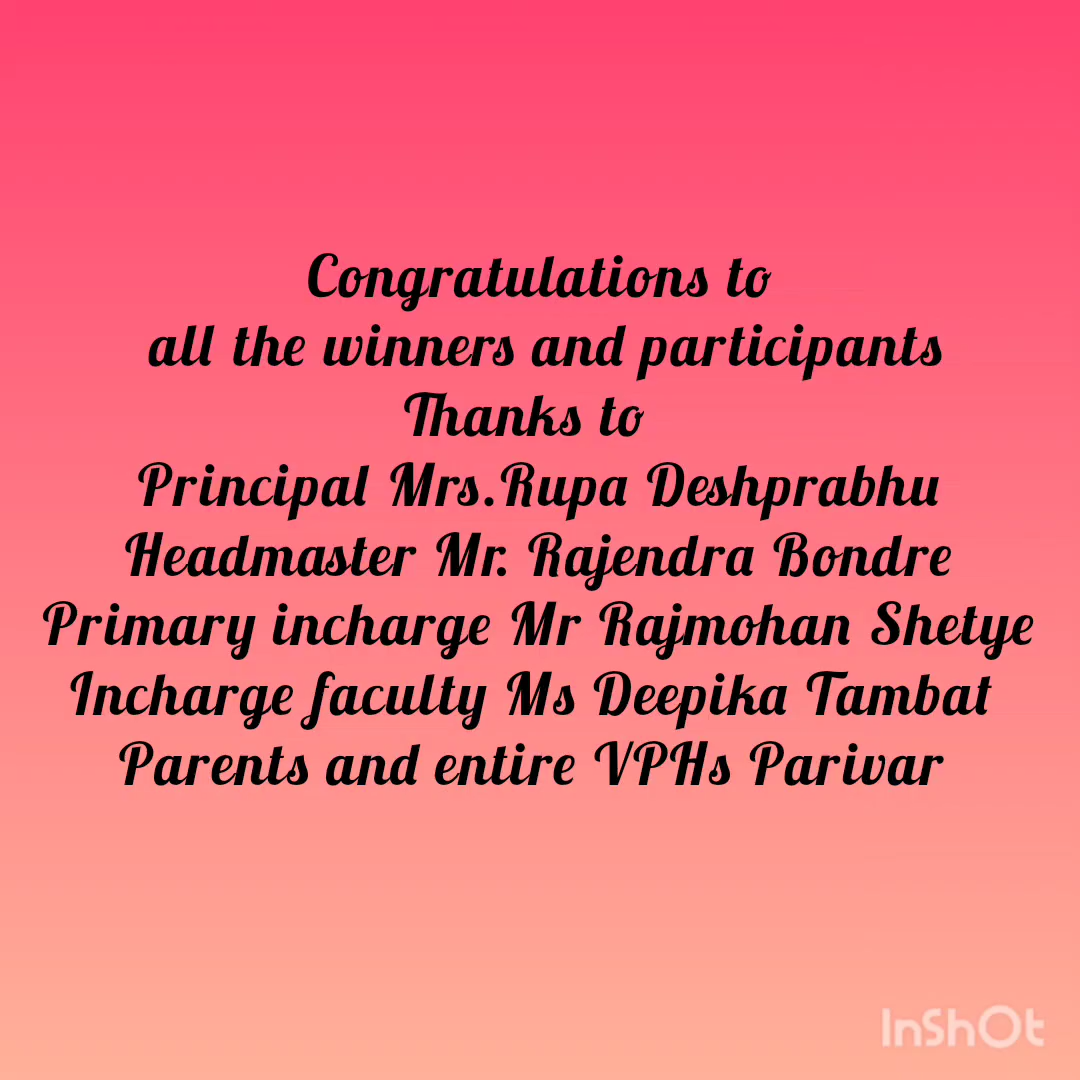 Congratulations to
all the winners and participants
Thanks to
Principal Mrs.Rupa Deshprabhu
Headmaster Mr. Rajendra Bondre
Primary incharge Mr Rajmohan Shetye
Incharge faculty Ms Deepika Tambat
Parents and entire VPHs Parivar
InShOt